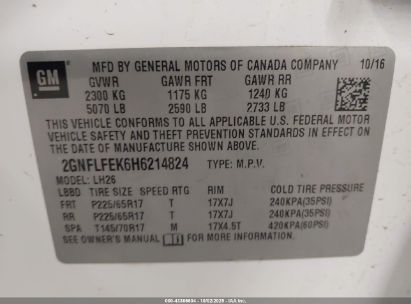 GM
MFD BY GENERAL MOTORS OF CANADA COMPANY 10/16
GVWR GAWR FRT GAWR RR
2300 KG 1175 KG 1240 KG
5070 LB 2590 LB 2733 LB
THIS VEHICLE CONFORMS TO ALL APPLICABLE U.S. FEDERAL MOTOR
VEHICLE SAFETY AND THEFT PREVENTION STANDARDS IN EFFECT ON
THE DATE OF MANUFACTURE SHOWN ABOVE.
2GNFLFEK6H6214824 TYPE: M.P.V.
MODEL: LH26
LBBD TIRE SIZE SPEED RTG RIM COLD TIRE PRESSURE
FRT P225/65R17 T 17X7J 240KPA(35PSI)
RR P225/65R17 T 17X7J 240KPA(35PSI)
SPA T145/70R17 M 17X4.5T 420KPA(60PSI)
SEE OWNER'S MANUAL FOR ADDITIONAL INFORMATION